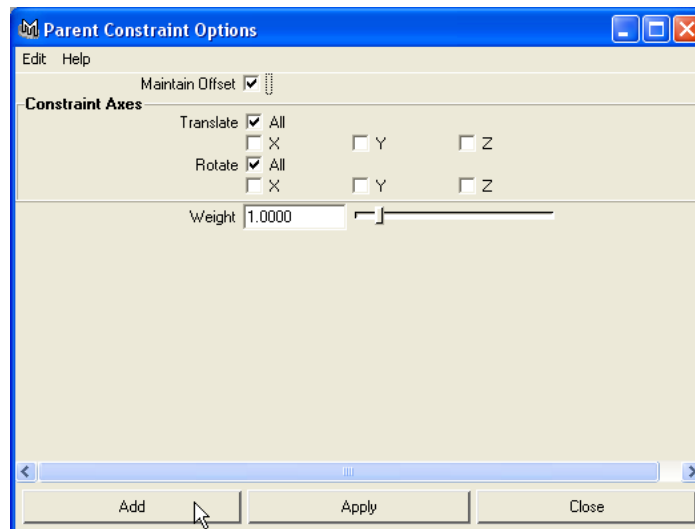 Parent Constraint Options
Edit Help
Maintain Offset
Constraint Axes
Translate All
X Y Z
Rotate All
X Y Z
Weight 1.0000
Add Apply Close